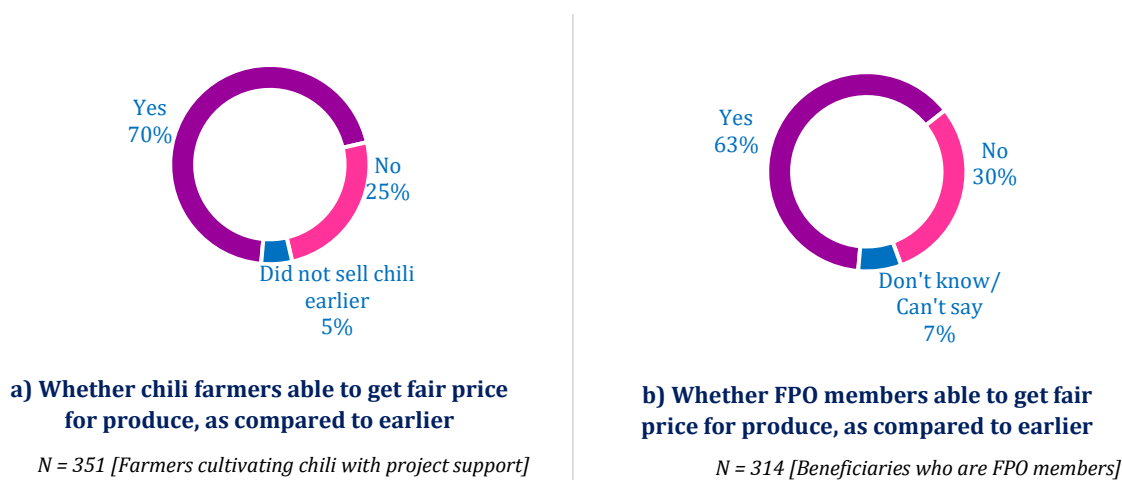 Yes
70%
No
25%
Did not sell chili
earlier
5%
a) Whether chili farmers able to get fair price
for produce, as compared to earlier
N = 351 [Farmers cultivating chili with project support]
Yes
63%
No
30%
Don't know/
Can't say
7%
b) Whether FPO members able to get fair
price for produce, as compared to earlier
N = 314 [Beneficiaries who are FPO members]